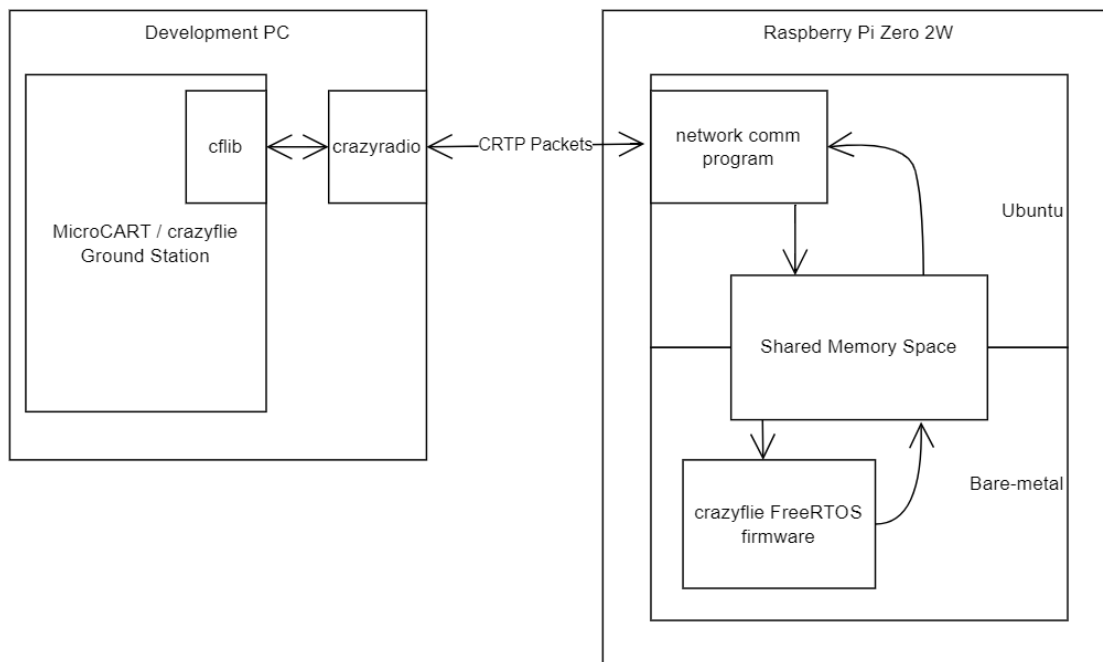 Development PC
cflib
crazyradio
MicroCART / crazyflie
Ground Station
CRTP Packets
Raspberry Pi Zero 2W
network comm
program
Ubuntu
Shared Memory Space
Bare-metal
crazyflie FreeRTOS
firmware